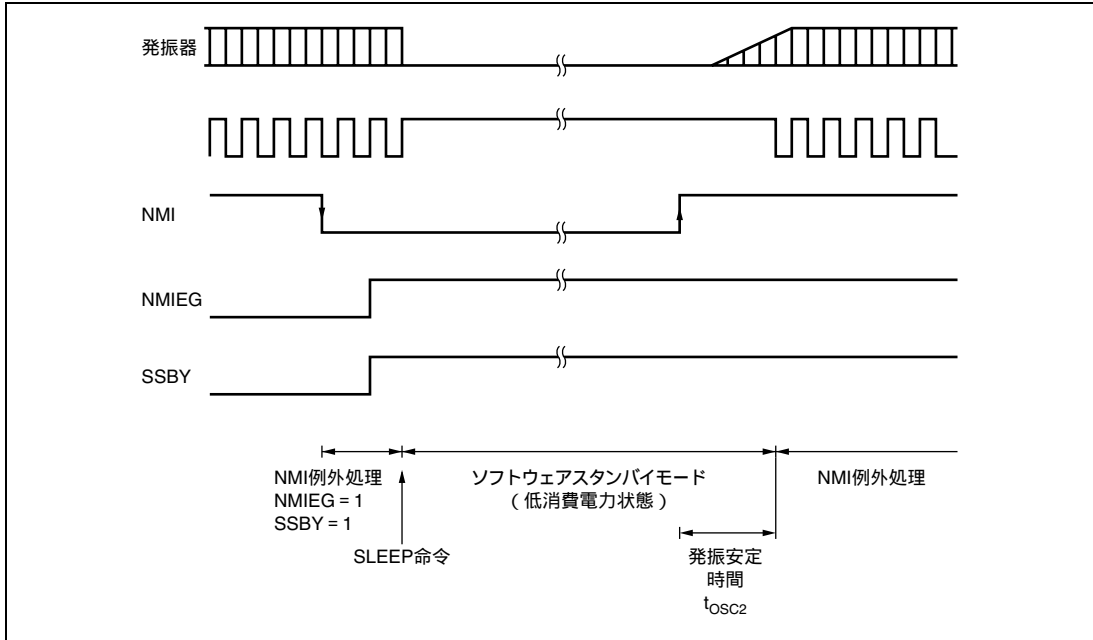 発振器
NMI
NMIEG
SSBY
NMI例外処理
NMIEG = 1
SSBY = 1
SLEEP命令
ソフトウェアスタンバイモード
( 低消費電力状態 )
発振安定
時間
tOSC2
NMI例外処理